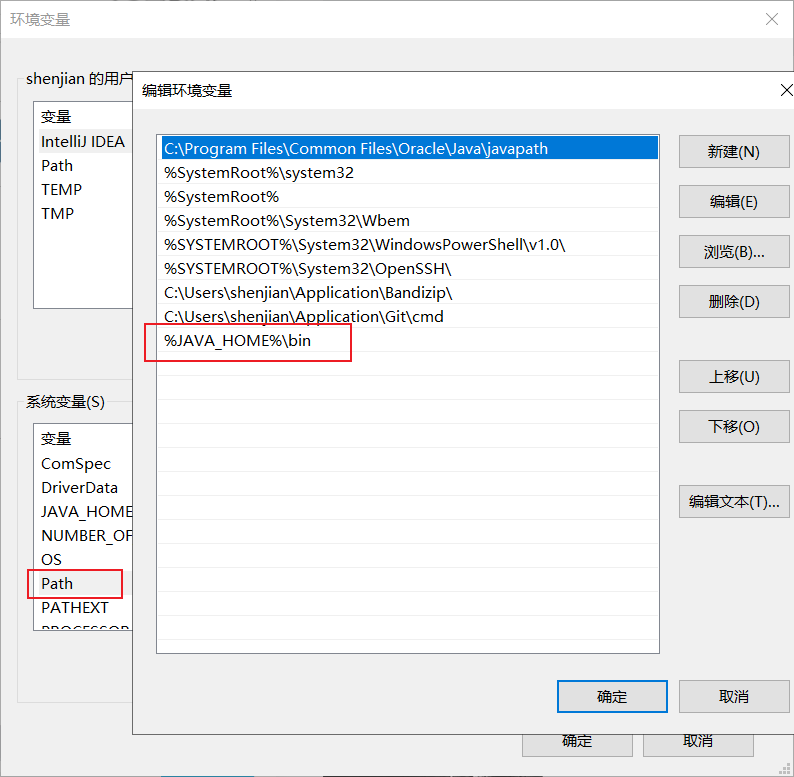 环境变量
shenjian 的用户
变量
IntelliJ IDEA
Path
TEMP
TMP
系统变量(S)
变量
ComSpec
DriverData
JAVA_HOME
NUMBER_OF
OS
Path
PATHEXT
PROCESSOR
编辑环境变量
C:\Program Files\Common Files\Oracle\Java\javapath
%SystemRoot%\system32
%SystemRoot%
%SystemRoot%\System32\Wbem
%SYSTEMROOT%\System32\WindowsPowerShell\v1.0\
%SYSTEMROOT%\System32\OpenSSH\
C:\Users\shenjian\Application\Bandizip\
C:\Users\shenjian\Application\Git\cmd
%JAVA_HOME%\bin
新建(N)
编辑(E)
浏览(B)...
删除(D)
上移(U)
下移(O)
编辑文本(T)...
确定
取消
确定
取消